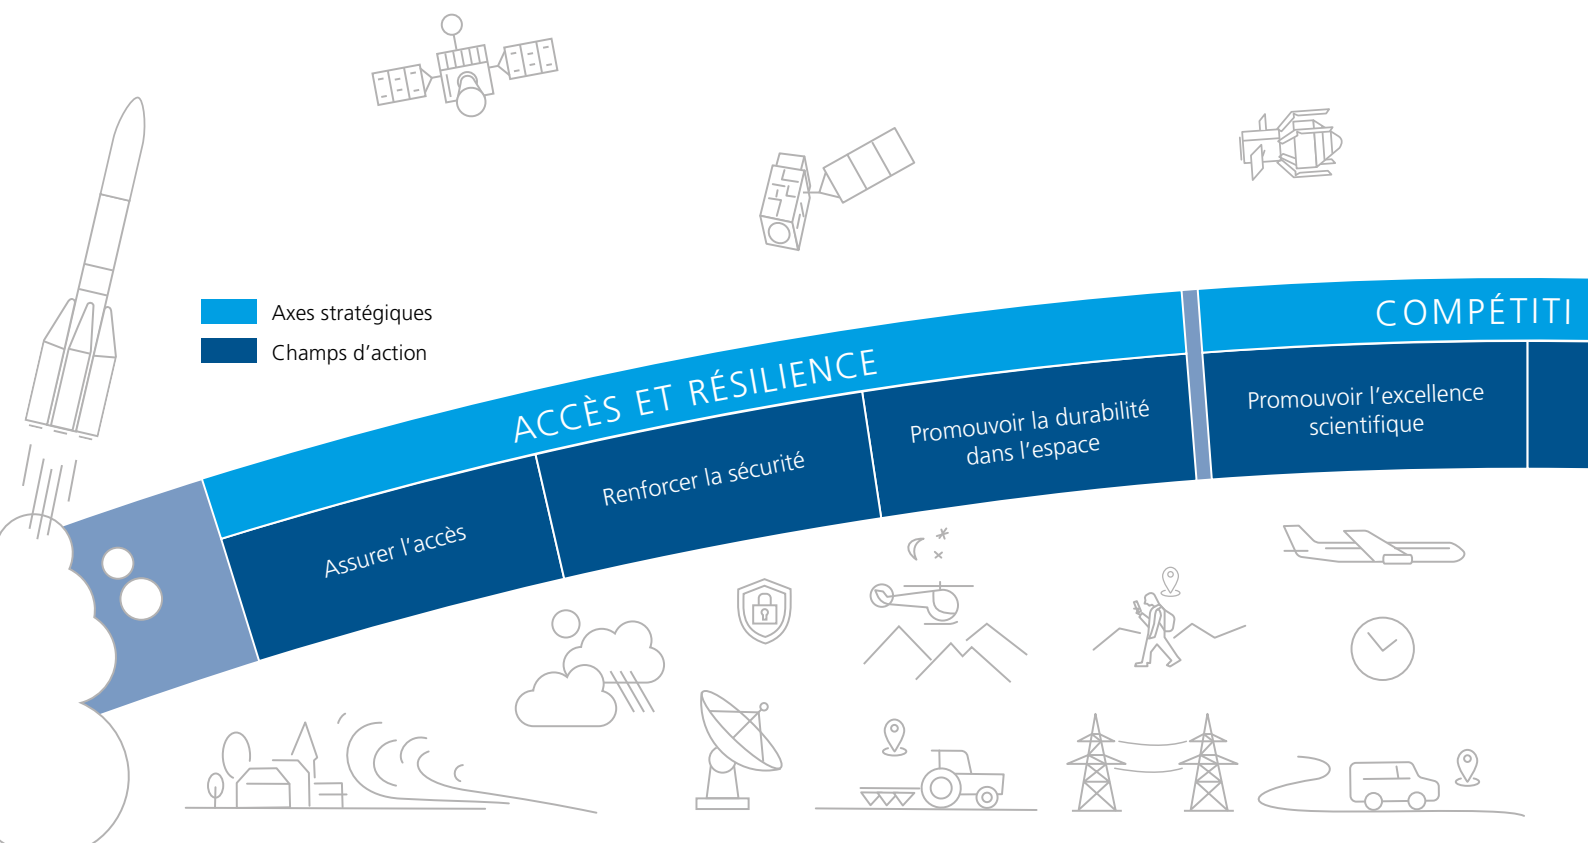 Axes stratégiques
Champs d'action
ACCÈS ET RÉSILIENCE
Assurer l'accès
Renforcer la sécurité
Promouvoir la durabilité
dans l'espace
COMPÉTITI
Promouvoir l'excellence
scientifique